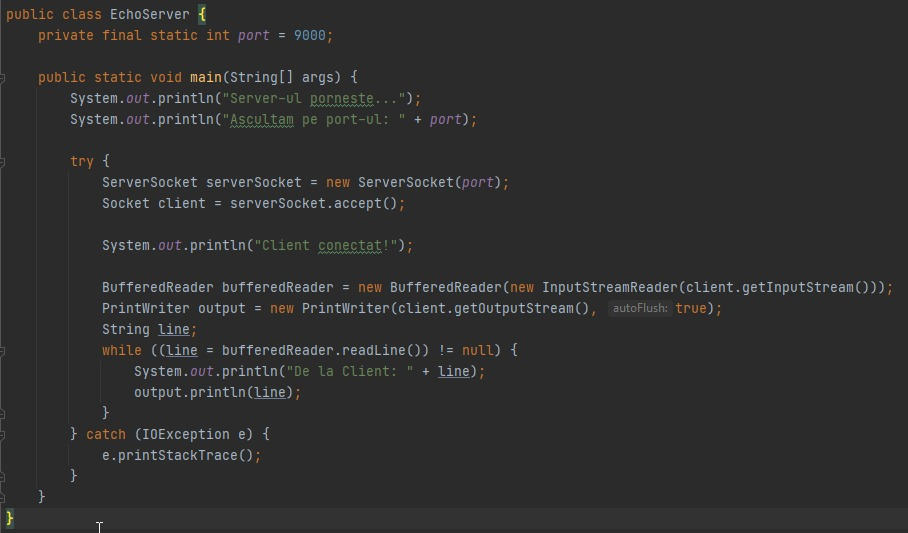 public class EchoServer {
    private final static int port = 9000;

    public static void main(String[] args) {
        System.out.println("Server-ul porneste...");
        System.out.println("Ascultam pe port-ul: " + port);

        try {
            ServerSocket serverSocket = new ServerSocket(port);
            Socket client = serverSocket.accept();

            System.out.println("Client conectat!");

            BufferedReader bufferedReader = new BufferedReader(new InputStreamReader(client.getInputStream()));
            PrintWriter output = new PrintWriter(client.getOutputStream(), autoFlush: true);
            String line;
            while ((line = bufferedReader.readLine()) != null) {
                System.out.println("De la Client: " + line);
                output.println(line);
            }
        } catch (IOException e) {
            e.printStackTrace();
        }
    }
}